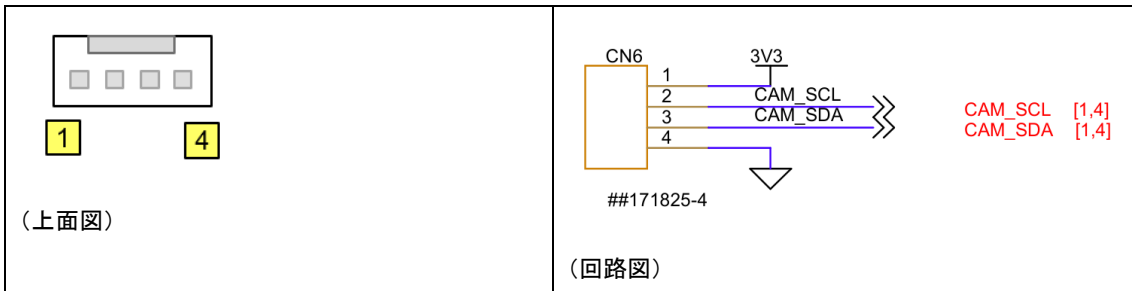 1
4
（上面図）
CN6
3V3
1
2
3
4
CAM_SCL
CAM_SDA
CAM_SCL [1,4]
CAM_SDA [1,4]
##171825-4
（回路図）